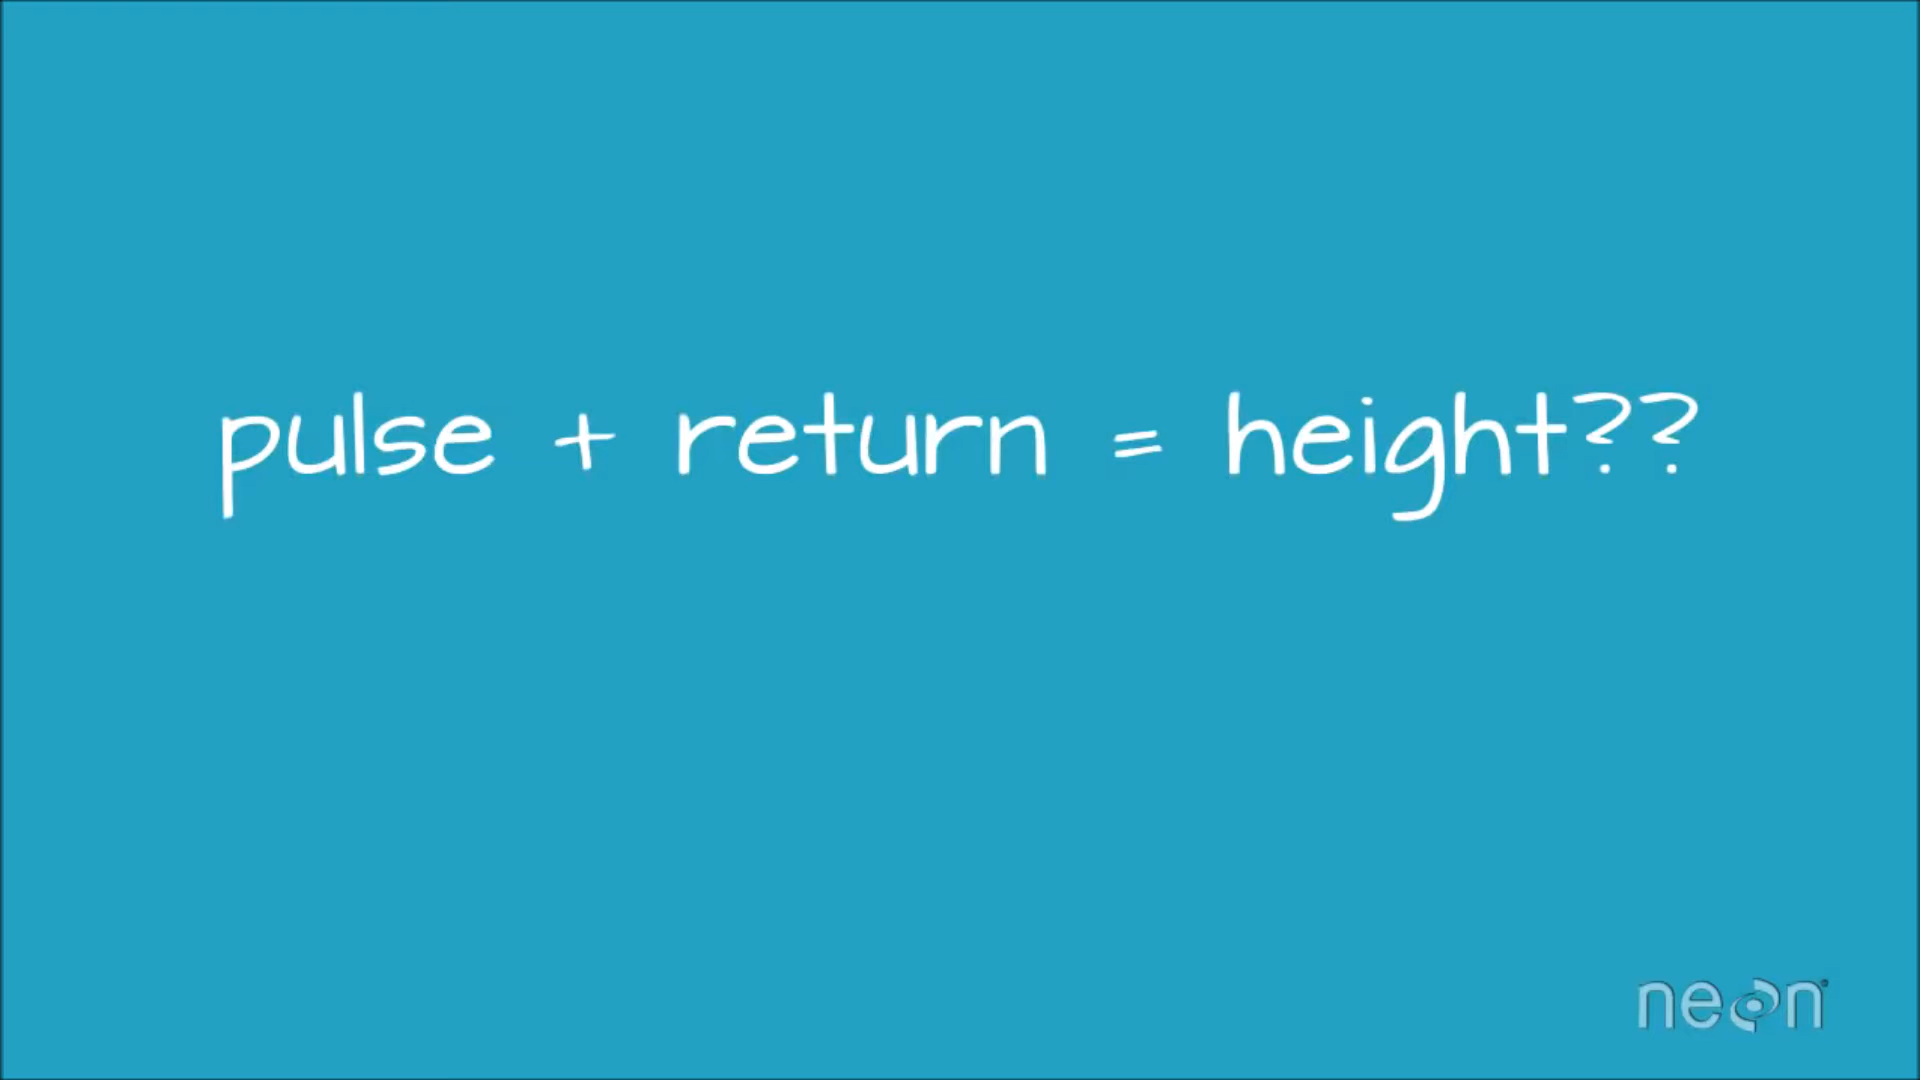 pulse + return = height??
neon